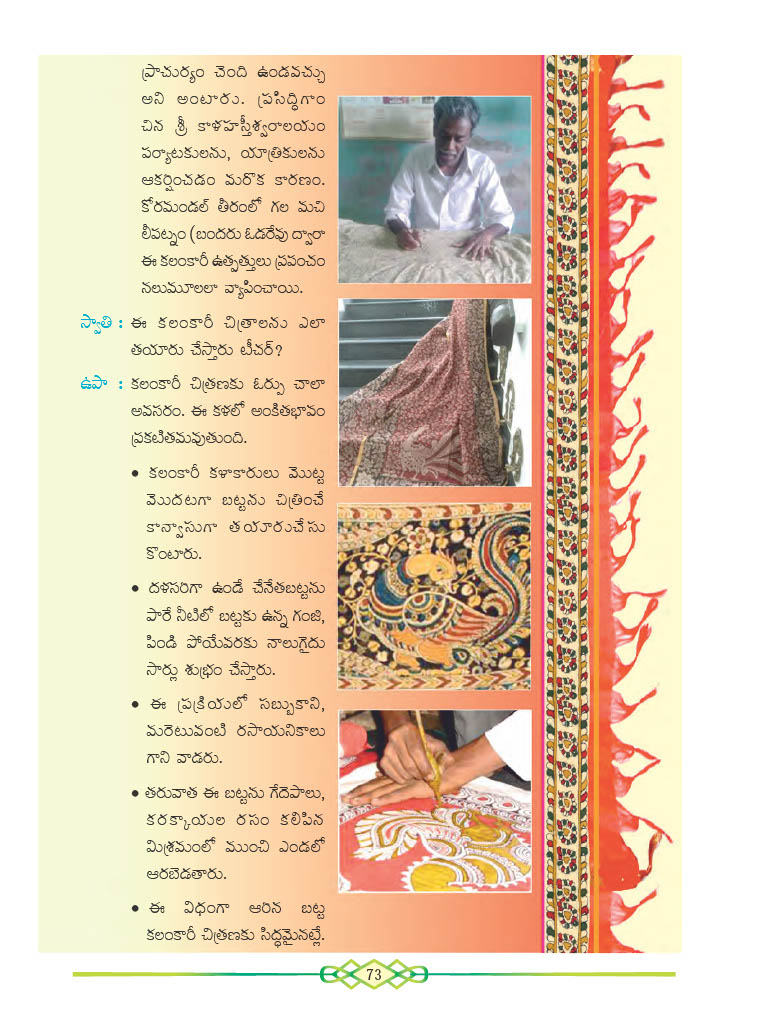 ప్రాచుర్యం చెంది ఉండవచ్చు
అని అంటారు. ప్రసిద్ధిగాం
చిన శ్రీ కాళహస్తీశ్వరాలయం
పర్యాటకులను, యాత్రికులను
ఆకర్షించడం మరొక కారణం.
కోరమండల్ తీరంలో గల మచి
లీపట్నం (బందరు ఓడరేవు ద్వారా
ఈ కలంకారీ ఉత్పత్తులు ప్రపంచం
నలుమూలలా వ్యాపించాయి.
స్వాతి : ఈ కలంకారీ చిత్రాలను ఎలా
తయారు చేస్తారు టీచర్?
ఉపా : కలంకారీ చిత్రణకు ఓర్పు చాలా
అవసరం. ఈ కళలో అంకితభావం
ప్రకటితమవుతుంది.
• కలంకారీ కళాకారులు మొట్ట
మొదటగా బట్టను చిత్రించే
కాన్వాసుగా తయారుచేసు
కొంటారు.
• దళసరిగా ఉండే చేనేతబట్టను
పారే నీటిలో బట్టకు ఉన్న గంజి,
పిండి పోయేవరకు నాలుగైదు
సార్లు శుభ్రం చేస్తారు.
• ఈ ప్రక్రియలో సబ్బుకాని,
మరెటువంటి రసాయనికాలు
గాని వాడరు.
• తరువాత ఈ బట్టను గేదెపాలు,
కరక్కాయల రసం కలిపిన
మిశ్రమంలో ముంచి ఎండలో
ఆరబెడతారు.
• ఈ విధంగా ఆరిన బట్ట
కలంకారీ చిత్రణకు సిద్ధమైనట్లే.
73